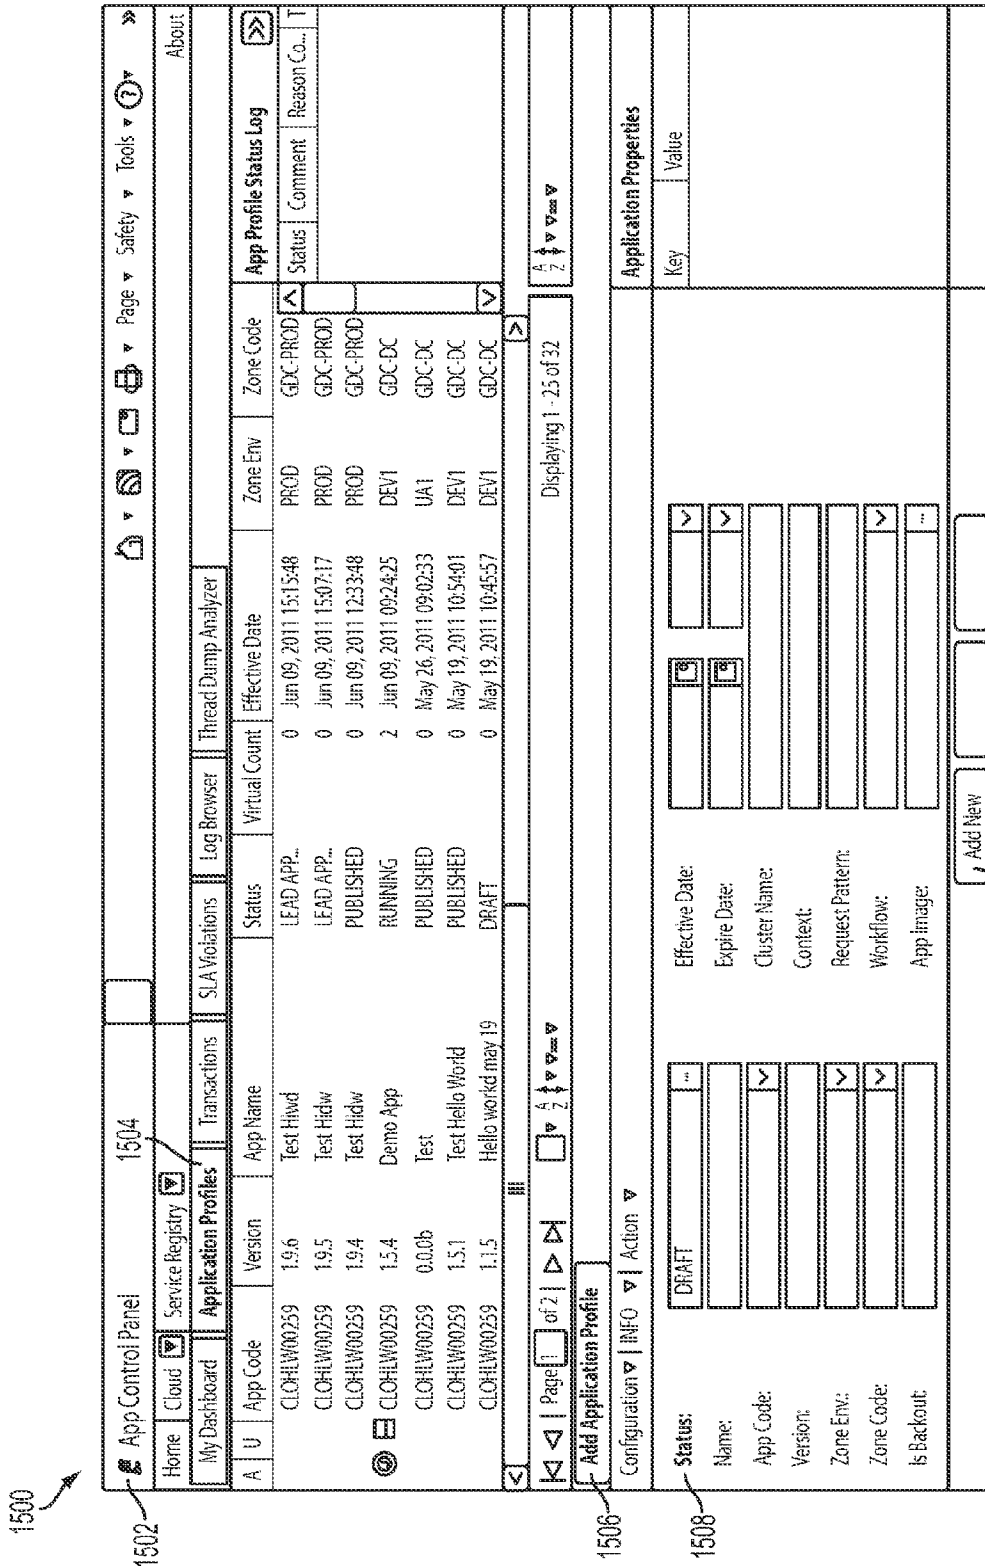 1500
1502
App Control Panel
1504
Page Safety Tools ?
»
Home Cloud Service Registry About
My Dashboard Application Profiles Transactions SLA Violations Log Browser Thread Dump Analyzer
A U App Code Version App Name Status Virtual Count Effective Date Zone Env Zone Code
CLOHLW00259 1.9.6 Test Hiwd LEAD APP... 0 Jun 09, 2011 15:15:48 PROD GDC-PROD
CLOHLW00259 1.9.5 Test Hidw LEAD APP... 0 Jun 09, 2011 15:07:17 PROD GDC-PROD
CLOHLW00259 1.9.4 Test Hidw PUBLISHED 0 Jun 09, 2011 12:33:48 PROD GDC-PROD
CLOHLW00259 1.5.4 Demo App RUNNING 2 Jun 09, 2011 09:24:25 DEV1 GDC-DC
CLOHLW00259 0.0.0b Test PUBLISHED 0 May 26, 2011 09:02:33 UA1 GDC-DC
CLOHLW00259 1.5.1 Test Hello World PUBLISHED 0 May 19, 2011 10:54:01 DEV1 GDC-DC
CLOHLW00259 1.1.5 Hello workd may 19 DRAFT 0 May 19, 2011 10:45:57 DEV1 GDC-DC
App Profile Status Log
Status Comment Reason Co... T
Page 1 of 2 A Z Displaying 1 - 25 of 32 A Z
1506
Add Application Profile
Configuration INFO Action
Application Properties
Key Value
1508
Status: DRAFT ... Effective Date:
Name: Expire Date:
App Code: Cluster Name:
Version: Context:
Zone Env.: Request Pattern:
Zone Code: Workflow:
Is Backout: App Image: ...
Add New